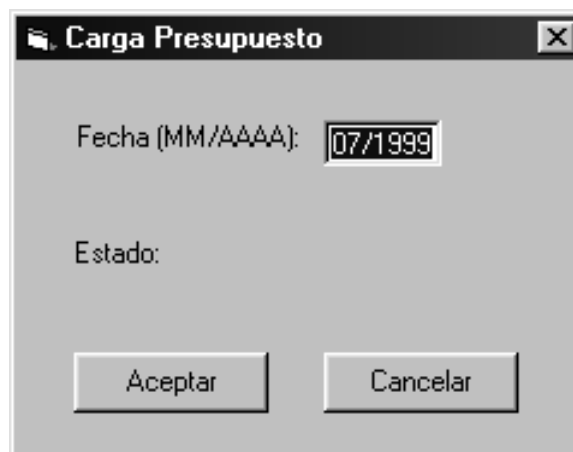 Carga Presupuesto
Fecha (MM/AAAA): 07/1999
Estado:
Aceptar Cancelar